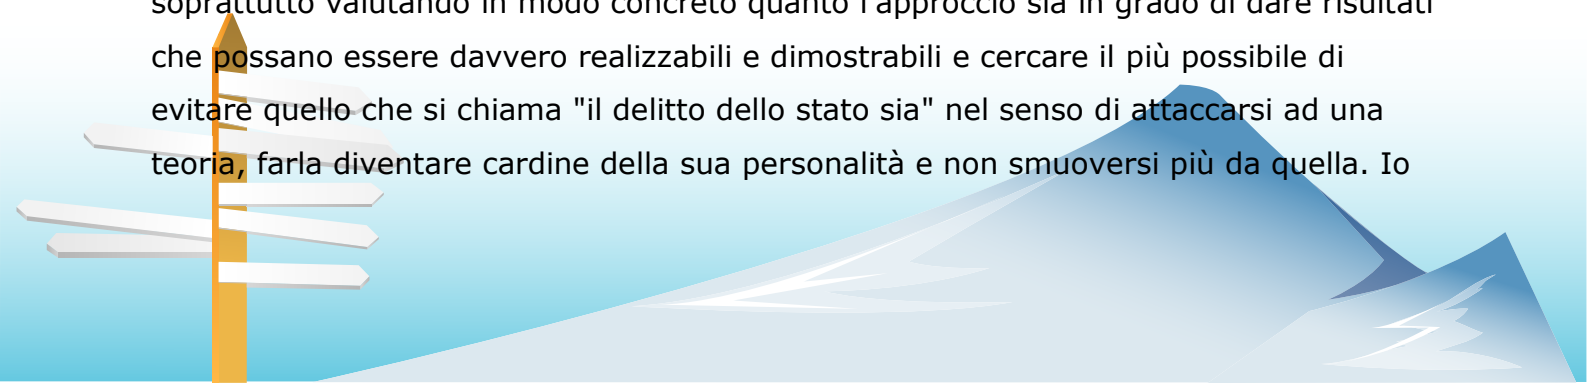 soprattutto valutando in modo concreto quanto l'approccio sia in grado di dare risultati
che possano essere davvero realizzabili e dimostrabili e cercare il più possibile di
evitare quello che si chiama "il delitto dello stato sia" nel senso di attaccarsi ad una
teoria, farla diventare cardine della sua personalità e non smuoversi più da quella. Io